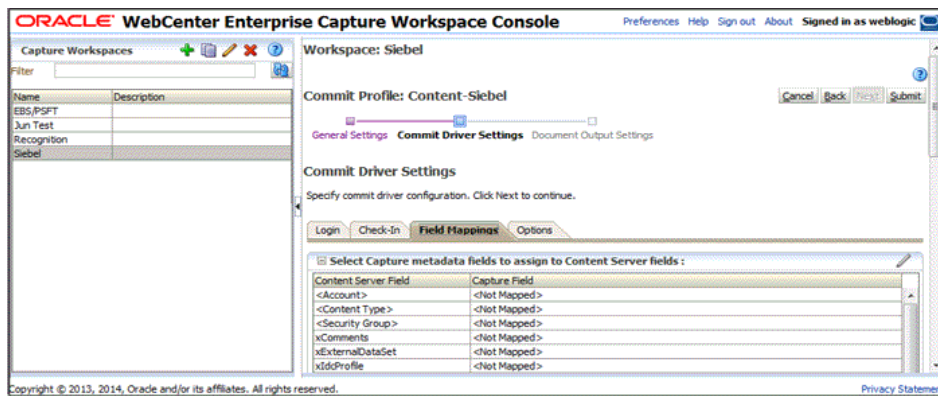 ORACLE WebCenter Enterprise Capture Workspace Console
Preferences Help Sign out About Signed in as weblogic
Capture Workspaces
Filter
Name Description
EBS/PSFT
Jun Test
Recognition
Siebel
Workspace: Siebel
Commit Profile: Content-Siebel
Cancel Back Next Submit
General Settings Commit Driver Settings Document Output Settings
Commit Driver Settings
Specify commit driver configuration. Click Next to continue.
Login Check-In Field Mappings Options
Select Capture metadata fields to assign to Content Server fields :
Content Server Field Capture Field
<Account> <Not Mapped>
<Content Type> <Not Mapped>
<Security Group> <Not Mapped>
xComments <Not Mapped>
xExternalDataSet <Not Mapped>
xIdcProfile <Not Mapped>
Copyright © 2013, 2014, Oracle and/or its affiliates. All rights reserved.
Privacy Stateme